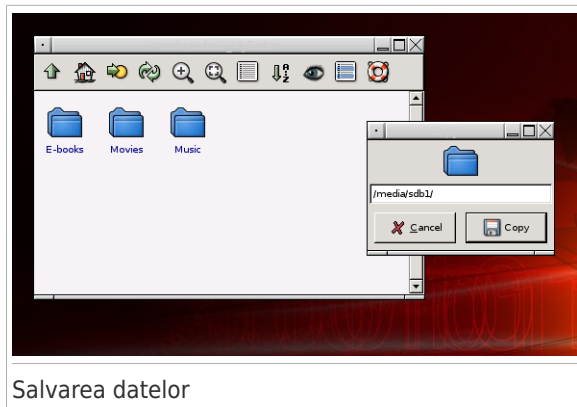 E-books Movies Music
/media/sdb1/
Cancel Copy
Salvarea datelor